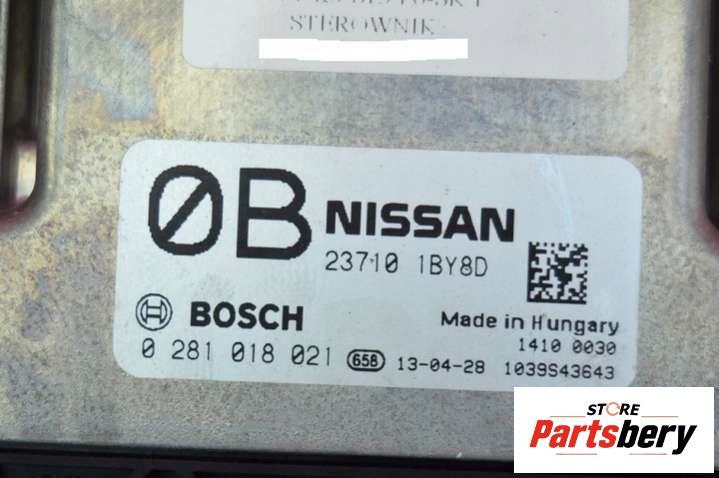 STEROWNIK
0B NISSAN
23710 1BY8D
BOSCH
Made in Hungary
1410 0030
0 281 018 021 658 13-04-28 1039S43643
STORE
Partsbery